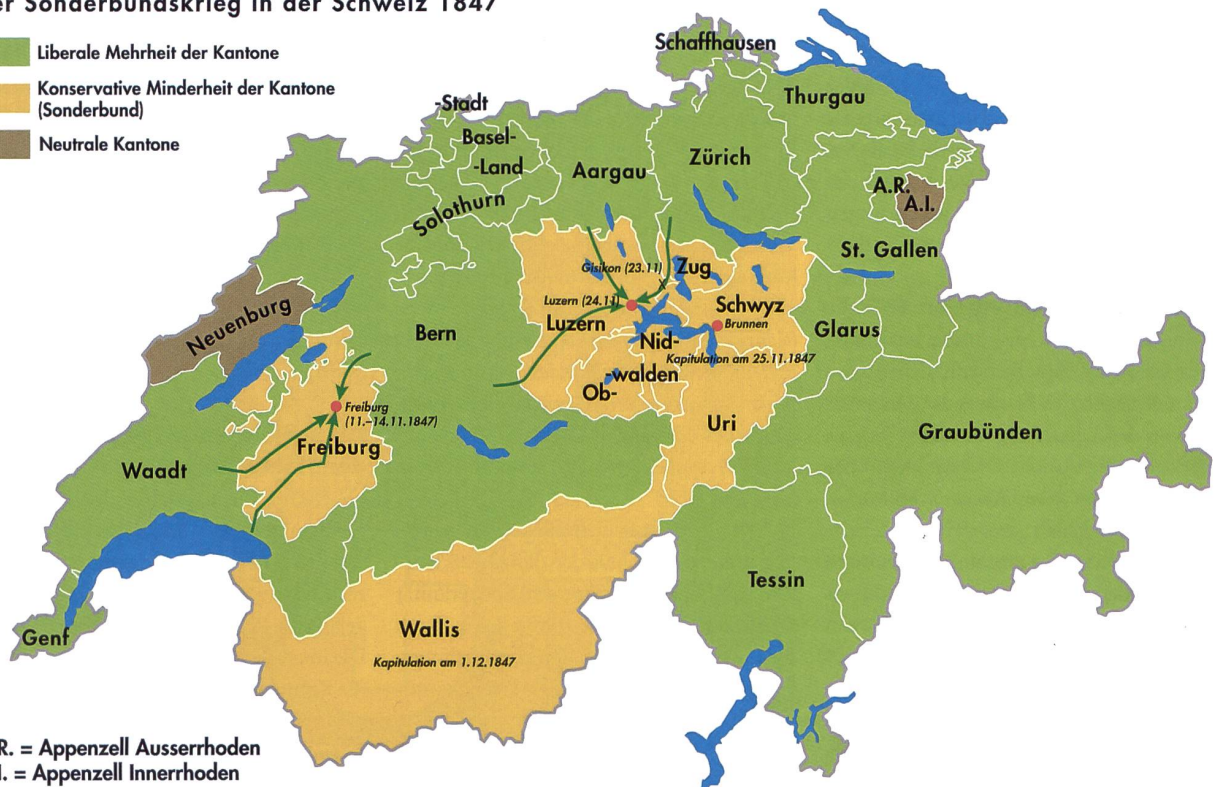 er Sonderbundskrieg in der Schweiz 1847
Liberale Mehrheit der Kantone
Konservative Minderheit der Kantone
(Sonderbund)
Neutrale Kantone
Schaffhausen
Thurgau
-Stadt
Basel-
-Land
Aargau
Zürich
Solothurn
A.R.
A.I.
St. Gallen
Gisikon (23.11)
Zug
Luzern (24.11)
Schwyz
Brunnen
Luzern
Neuenburg
Bern
Glarus
Nid-
Kapitulation am 25.11.1847
-walden
Ob-
Freiburg
(11.–14.11.1847)
Freiburg
Uri
Graubünden
Waadt
Tessin
Genf
Wallis
Kapitulation am 1.12.1847
R. = Appenzell Ausserrhoden
I. = Appenzell Innerrhoden